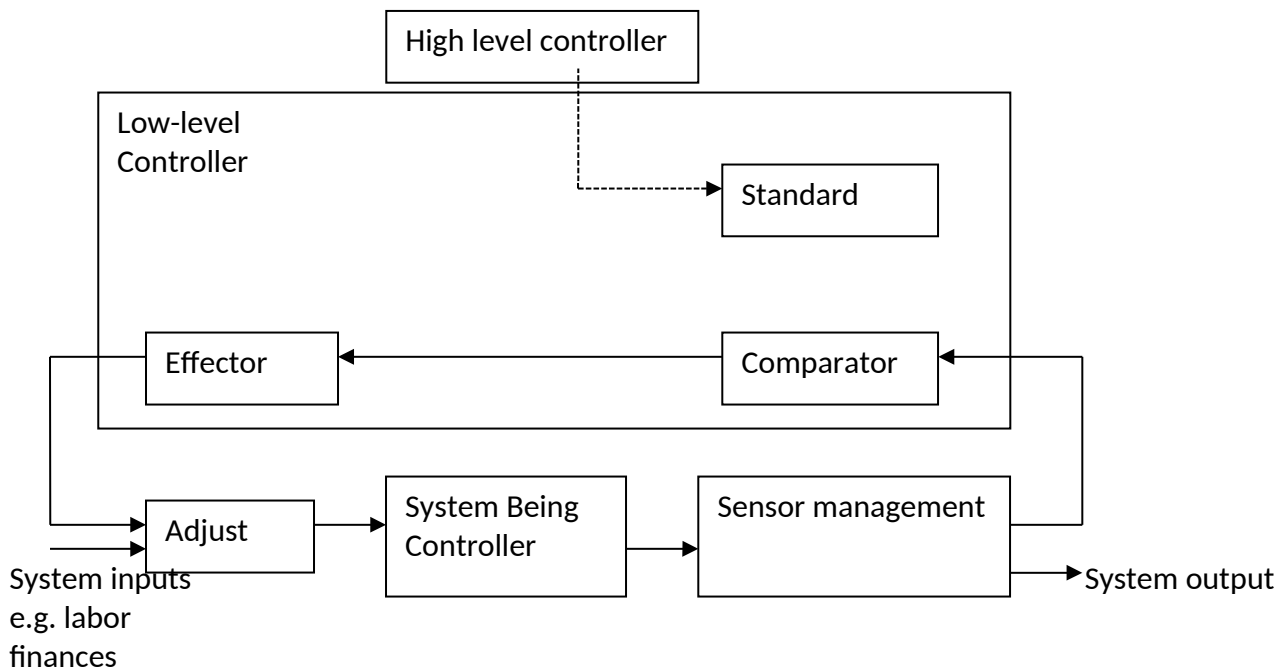 High level controller
Low-level
Controller
Standard
Effector
Comparator
Adjust
System Being
Controller
Sensor management
System inputs
e.g. labor
finances
System output